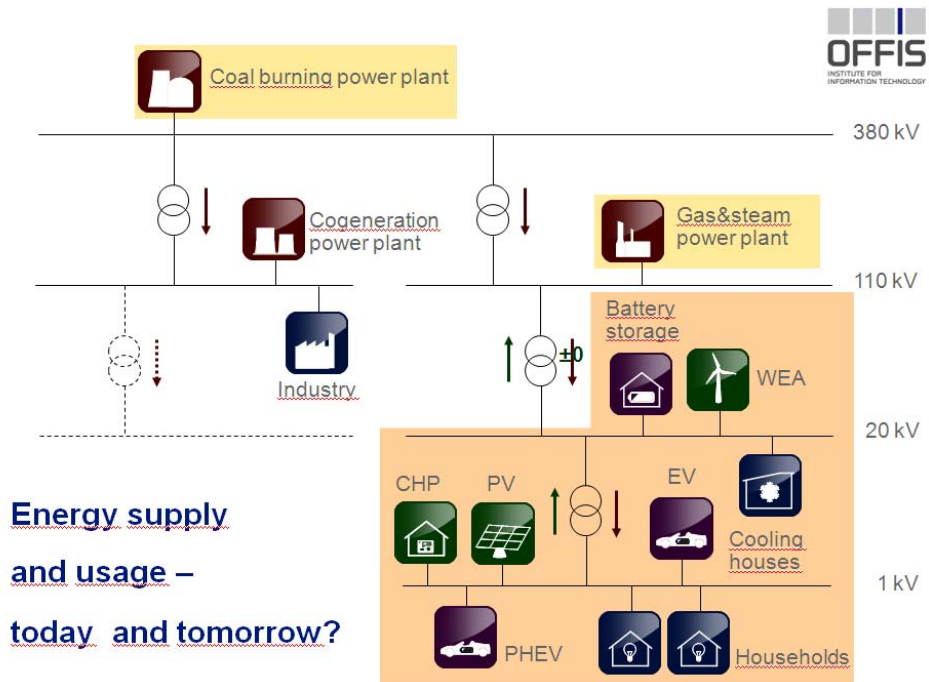 OFFIS
INSTITUTE FOR
INFORMATION TECHNOLOGY
Coal burning power plant
380 kV
Cogeneration
power plant
Gas&steam
power plant
110 kV
Battery
storage
±0
WEA
Industry
20 kV
CHP
PV
EV
Cooling
houses
1 kV
PHEV
Households
Energy supply
and usage –
today and tomorrow?